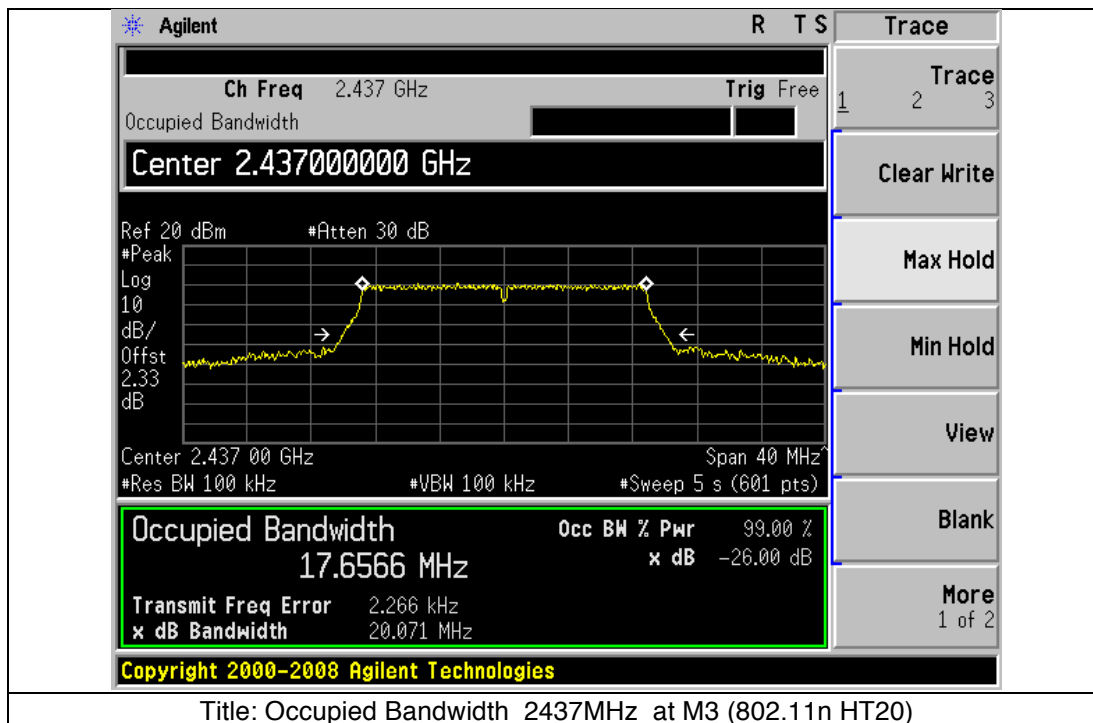 Agilent R T S Trace
Ch Freq 2.437 GHz Trig Free
Occupied Bandwidth
Center 2.437000000 GHz
Ref 20 dBm #Atten 30 dB
#Peak
Log
10
dB/
Offst
2.33
dB
Center 2.437 00 GHz Span 40 MHz^
#Res BW 100 kHz #VBW 100 kHz #Sweep 5 s (601 pts)
Occupied Bandwidth Occ BW % Pwr 99.00 %
17.6566 MHz x dB -26.00 dB
Transmit Freq Error 2.266 kHz
x dB Bandwidth 20.071 MHz
Copyright 2000-2008 Agilent Technologies
Trace
1 2 3
Clear Write
Max Hold
Min Hold
View
Blank
More
1 of 2
Title: Occupied Bandwidth 2437MHz at M3 (802.11n HT20)